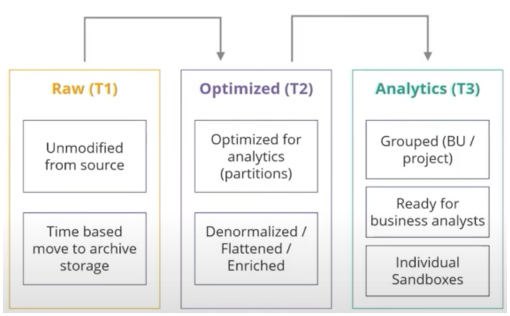 Raw (T1)
Unmodified
from source
Time based
move to archive
storage
Optimized (T2)
Optimized for
analytics
(partitions)
Denormalized /
Flattened /
Enriched
Analytics (T3)
Grouped (BU /
project)
Ready for
business analysts
Individual
Sandboxes